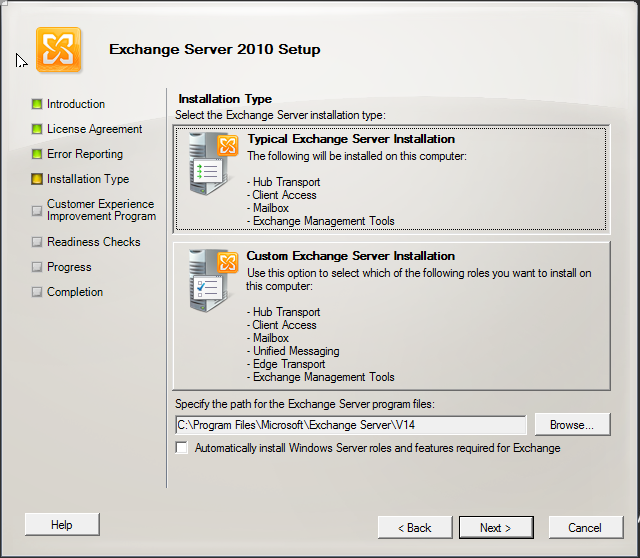 Exchange Server 2010 Setup
Introduction
License Agreement
Error Reporting
Installation Type
Customer Experience
Improvement Program
Readiness Checks
Progress
Completion
Installation Type
Select the Exchange Server installation type:
Typical Exchange Server Installation
The following will be installed on this computer:
- Hub Transport
- Client Access
- Mailbox
- Exchange Management Tools
Custom Exchange Server Installation
Use this option to select which of the following roles you want to install on
this computer:
- Hub Transport
- Client Access
- Mailbox
- Unified Messaging
- Edge Transport
- Exchange Management Tools
Specify the path for the Exchange Server program files:
C:\Program Files\Microsoft\Exchange Server\V14
Browse...
Automatically install Windows Server roles and features required for Exchange
Help
< Back
Next >
Cancel